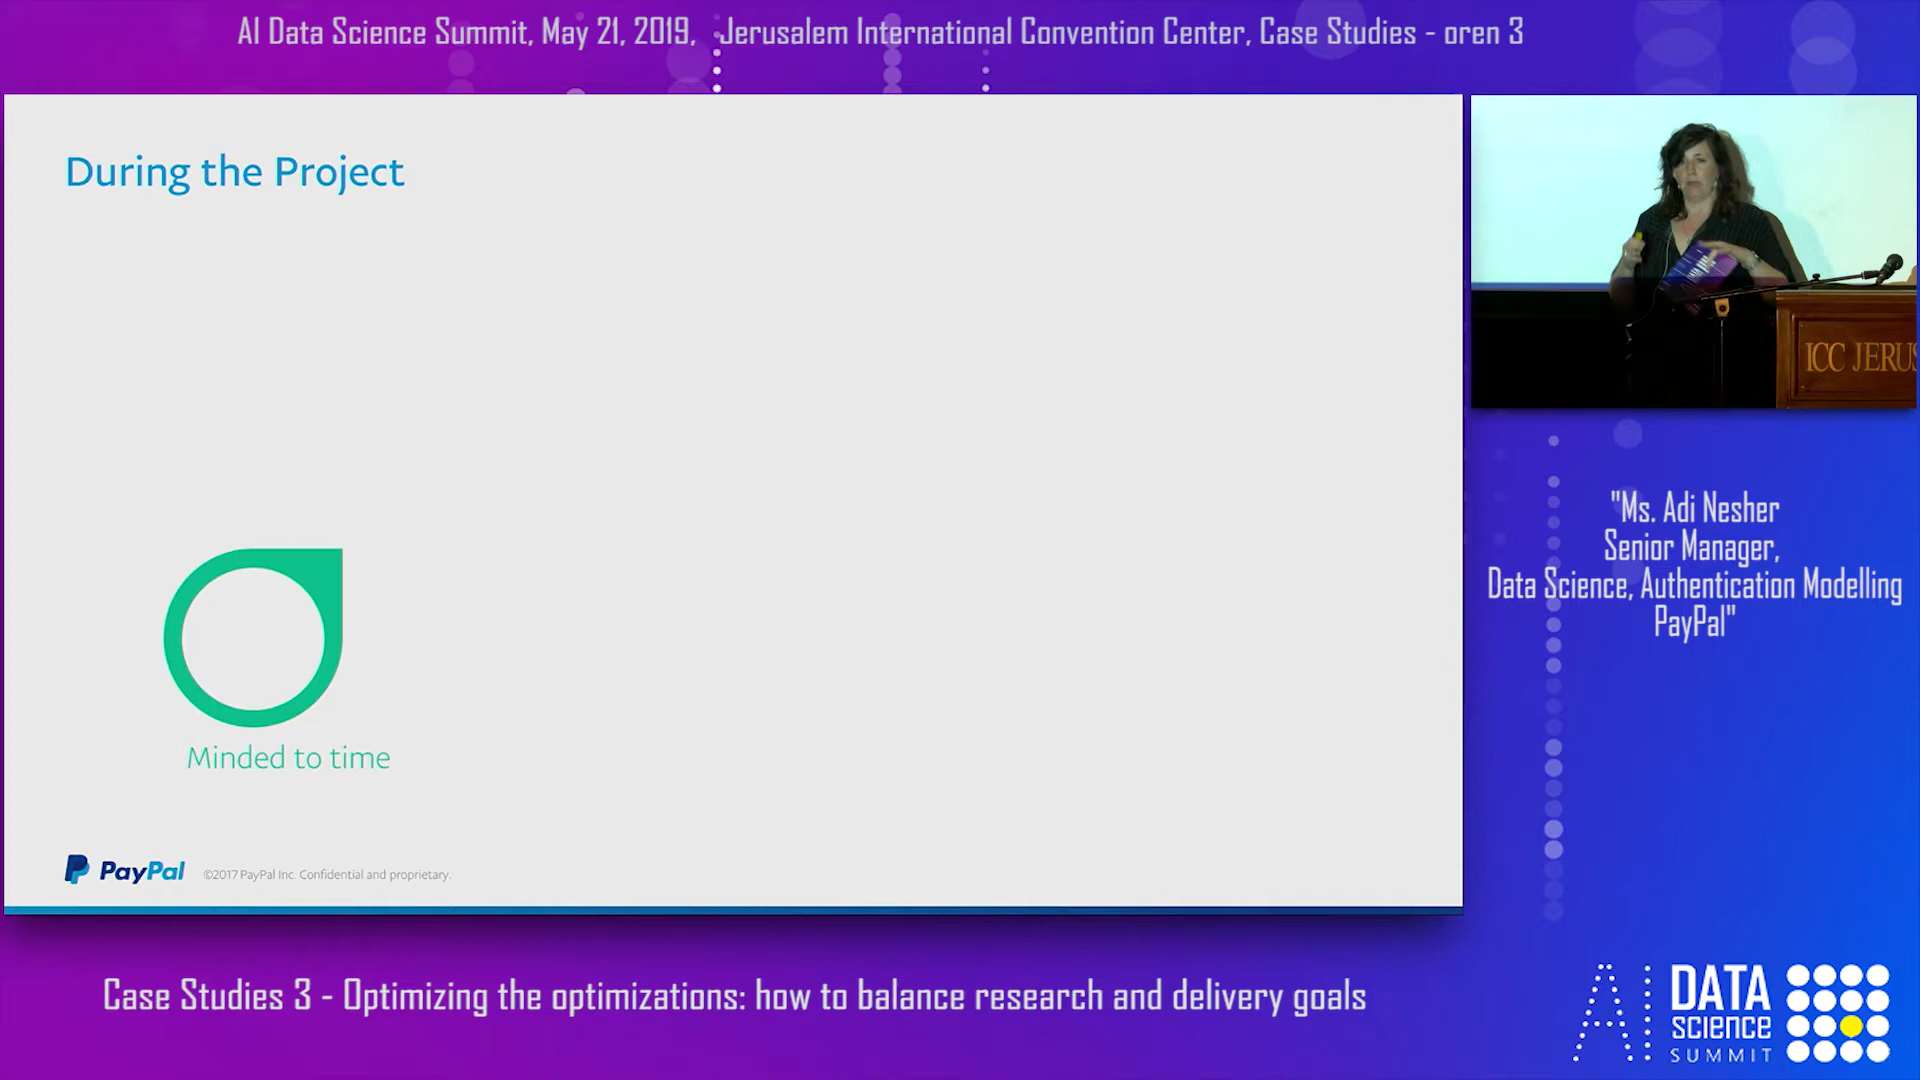 AI Data Science Summit, May 21, 2019, Jerusalem International Convention Center, Case Studies - oren 3
During the Project
Minded to time
PayPal ©2017 PayPal Inc. Confidential and proprietary.
ICC JERUS
"Ms. Adi Nesher
Senior Manager,
Data Science, Authentication Modelling
PayPal"
Case Studies 3 - Optimizing the optimizations: how to balance research and delivery goals
AI DATA
SCIENCE
SUMMIT